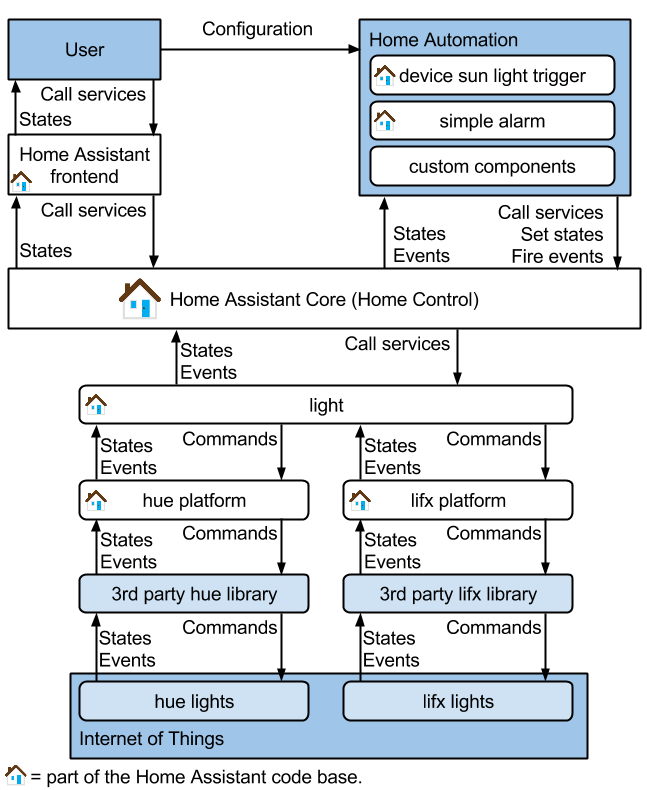 User
Configuration
Home Automation
device sun light trigger
simple alarm
custom components
Call services
States
Home Assistant
frontend
Call services
States
States
Events
Call services
Set states
Fire events
Home Assistant Core (Home Control)
States
Events
Call services
light
States
Events
Commands
States
Events
Commands
hue platform
lifx platform
States
Events
Commands
States
Events
Commands
3rd party hue library
3rd party lifx library
States
Events
Commands
States
Events
Commands
hue lights
lifx lights
Internet of Things
= part of the Home Assistant code base.